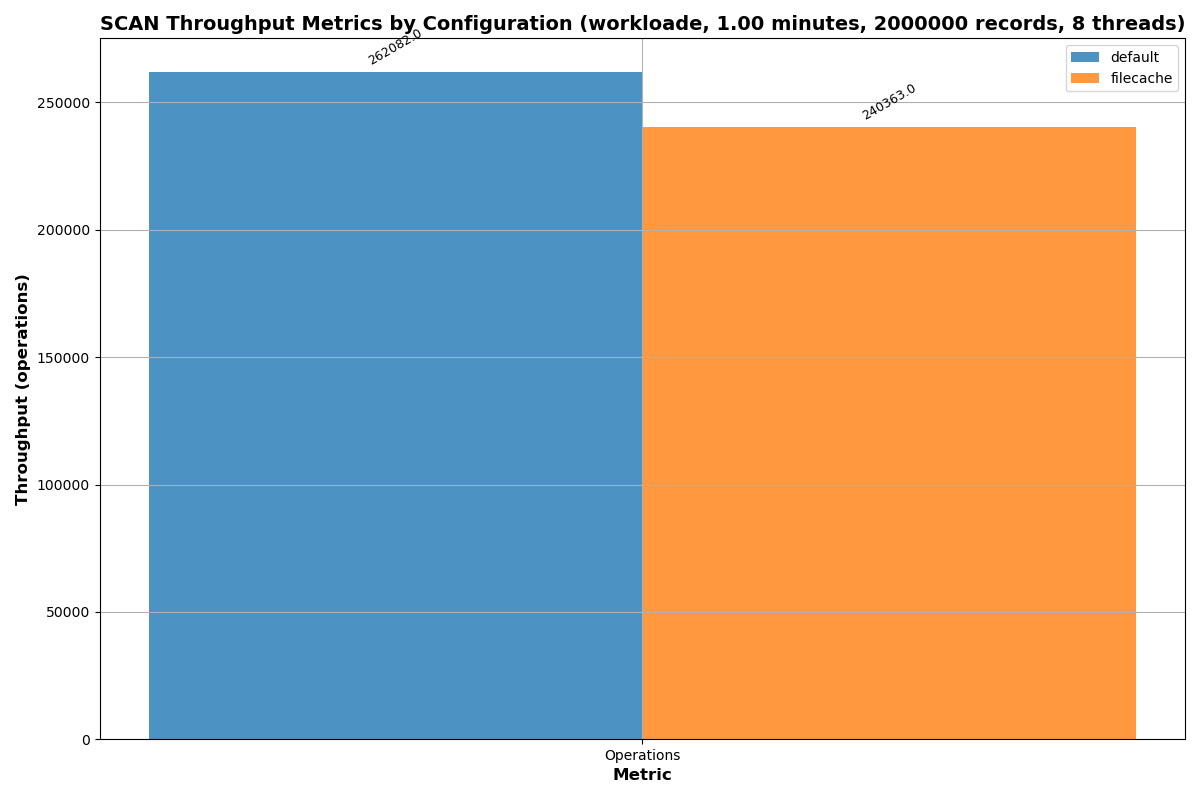 SCAN Throughput Metrics by Configuration (workloade, 1.00 minutes, 2000000 records, 8 threads)
262082.0
240363.0
default
filecache
250000
200000
150000
100000
50000
0
Throughput (operations)
Operations
Metric